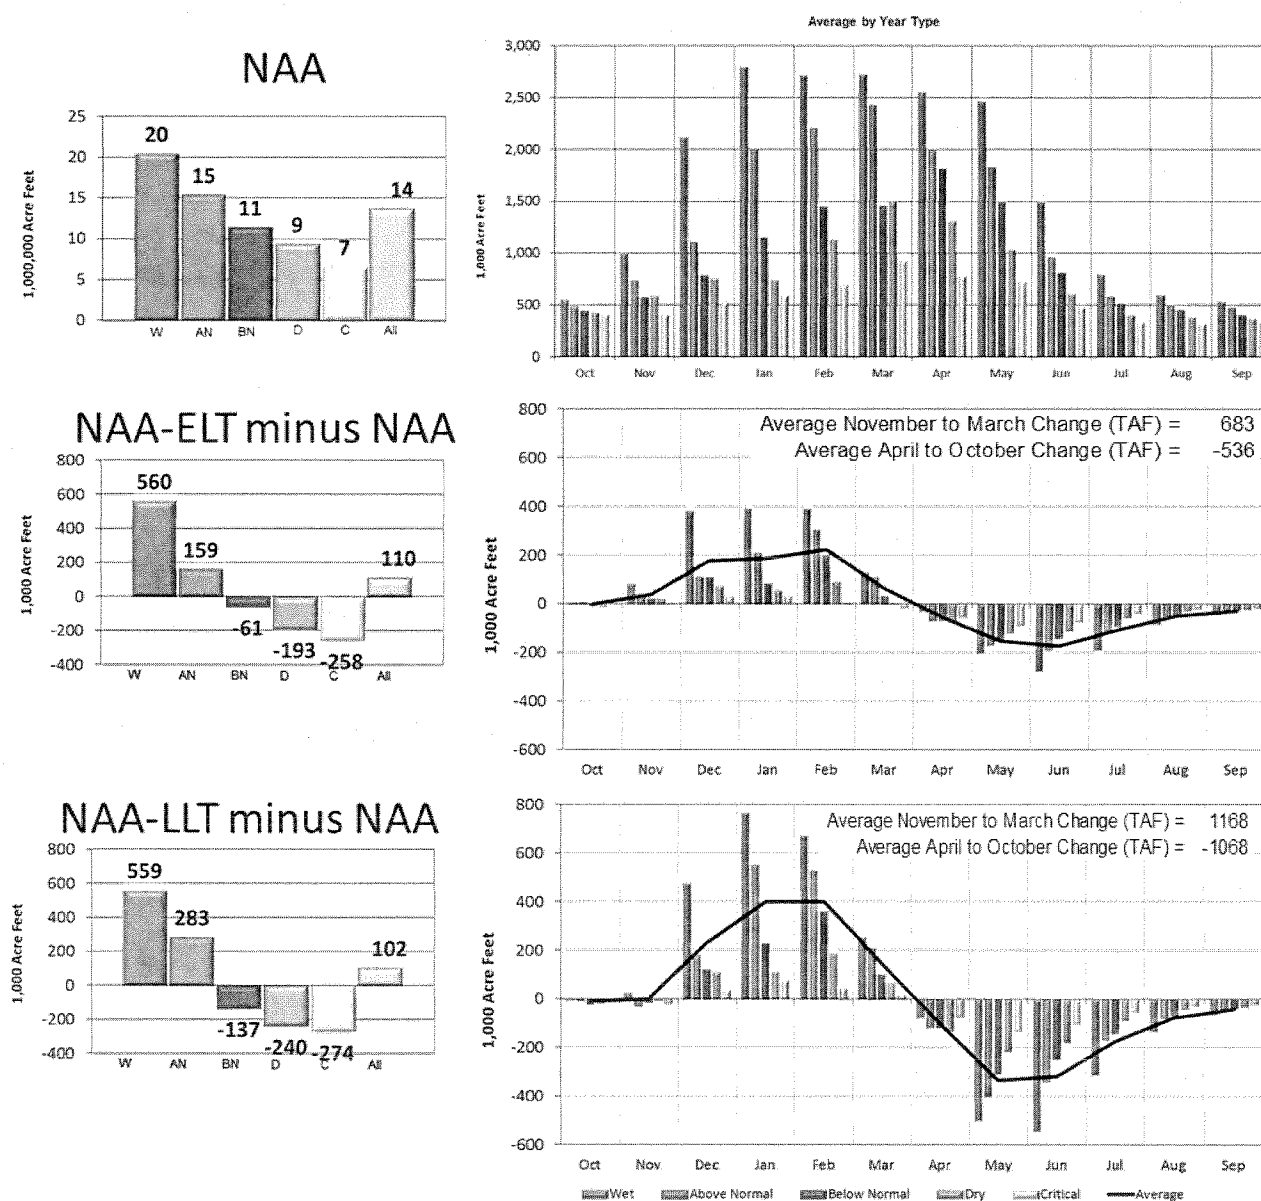 Average by Year Type
NAA
1,000,000 Acre Feet
25
20
15
10
5
0
20
15
11
9
7
14
W AN BN D C All
1,000 Acre Feet
3,000
2,500
2,000
1,500
1,000
500
0
Oct Nov Dec Jan Feb Mar Apr May Jun Jul Aug Sep
NAA-ELT minus NAA
1,000 Acre Feet
800
600
400
200
0
-200
-400
560
159
-61
-193
-258
110
W AN BN D C All
Average November to March Change (TAF) = 683
Average April to October Change (TAF) = -536
1,000 Acre Feet
800
600
400
200
0
-200
-400
-600
Oct Nov Dec Jan Feb Mar Apr May Jun Jul Aug Sep
NAA-LLT minus NAA
1,000 Acre Feet
800
600
400
200
0
-200
-400
559
283
-137
-240
-274
102
W AN BN D C All
Average November to March Change (TAF) = 1168
Average April to October Change (TAF) = -1068
1,000 Acre Feet
800
600
400
200
0
-200
-400
-600
Oct Nov Dec Jan Feb Mar Apr May Jun Jul Aug Sep
Wet Above Normal Below Normal Dry Critical Average